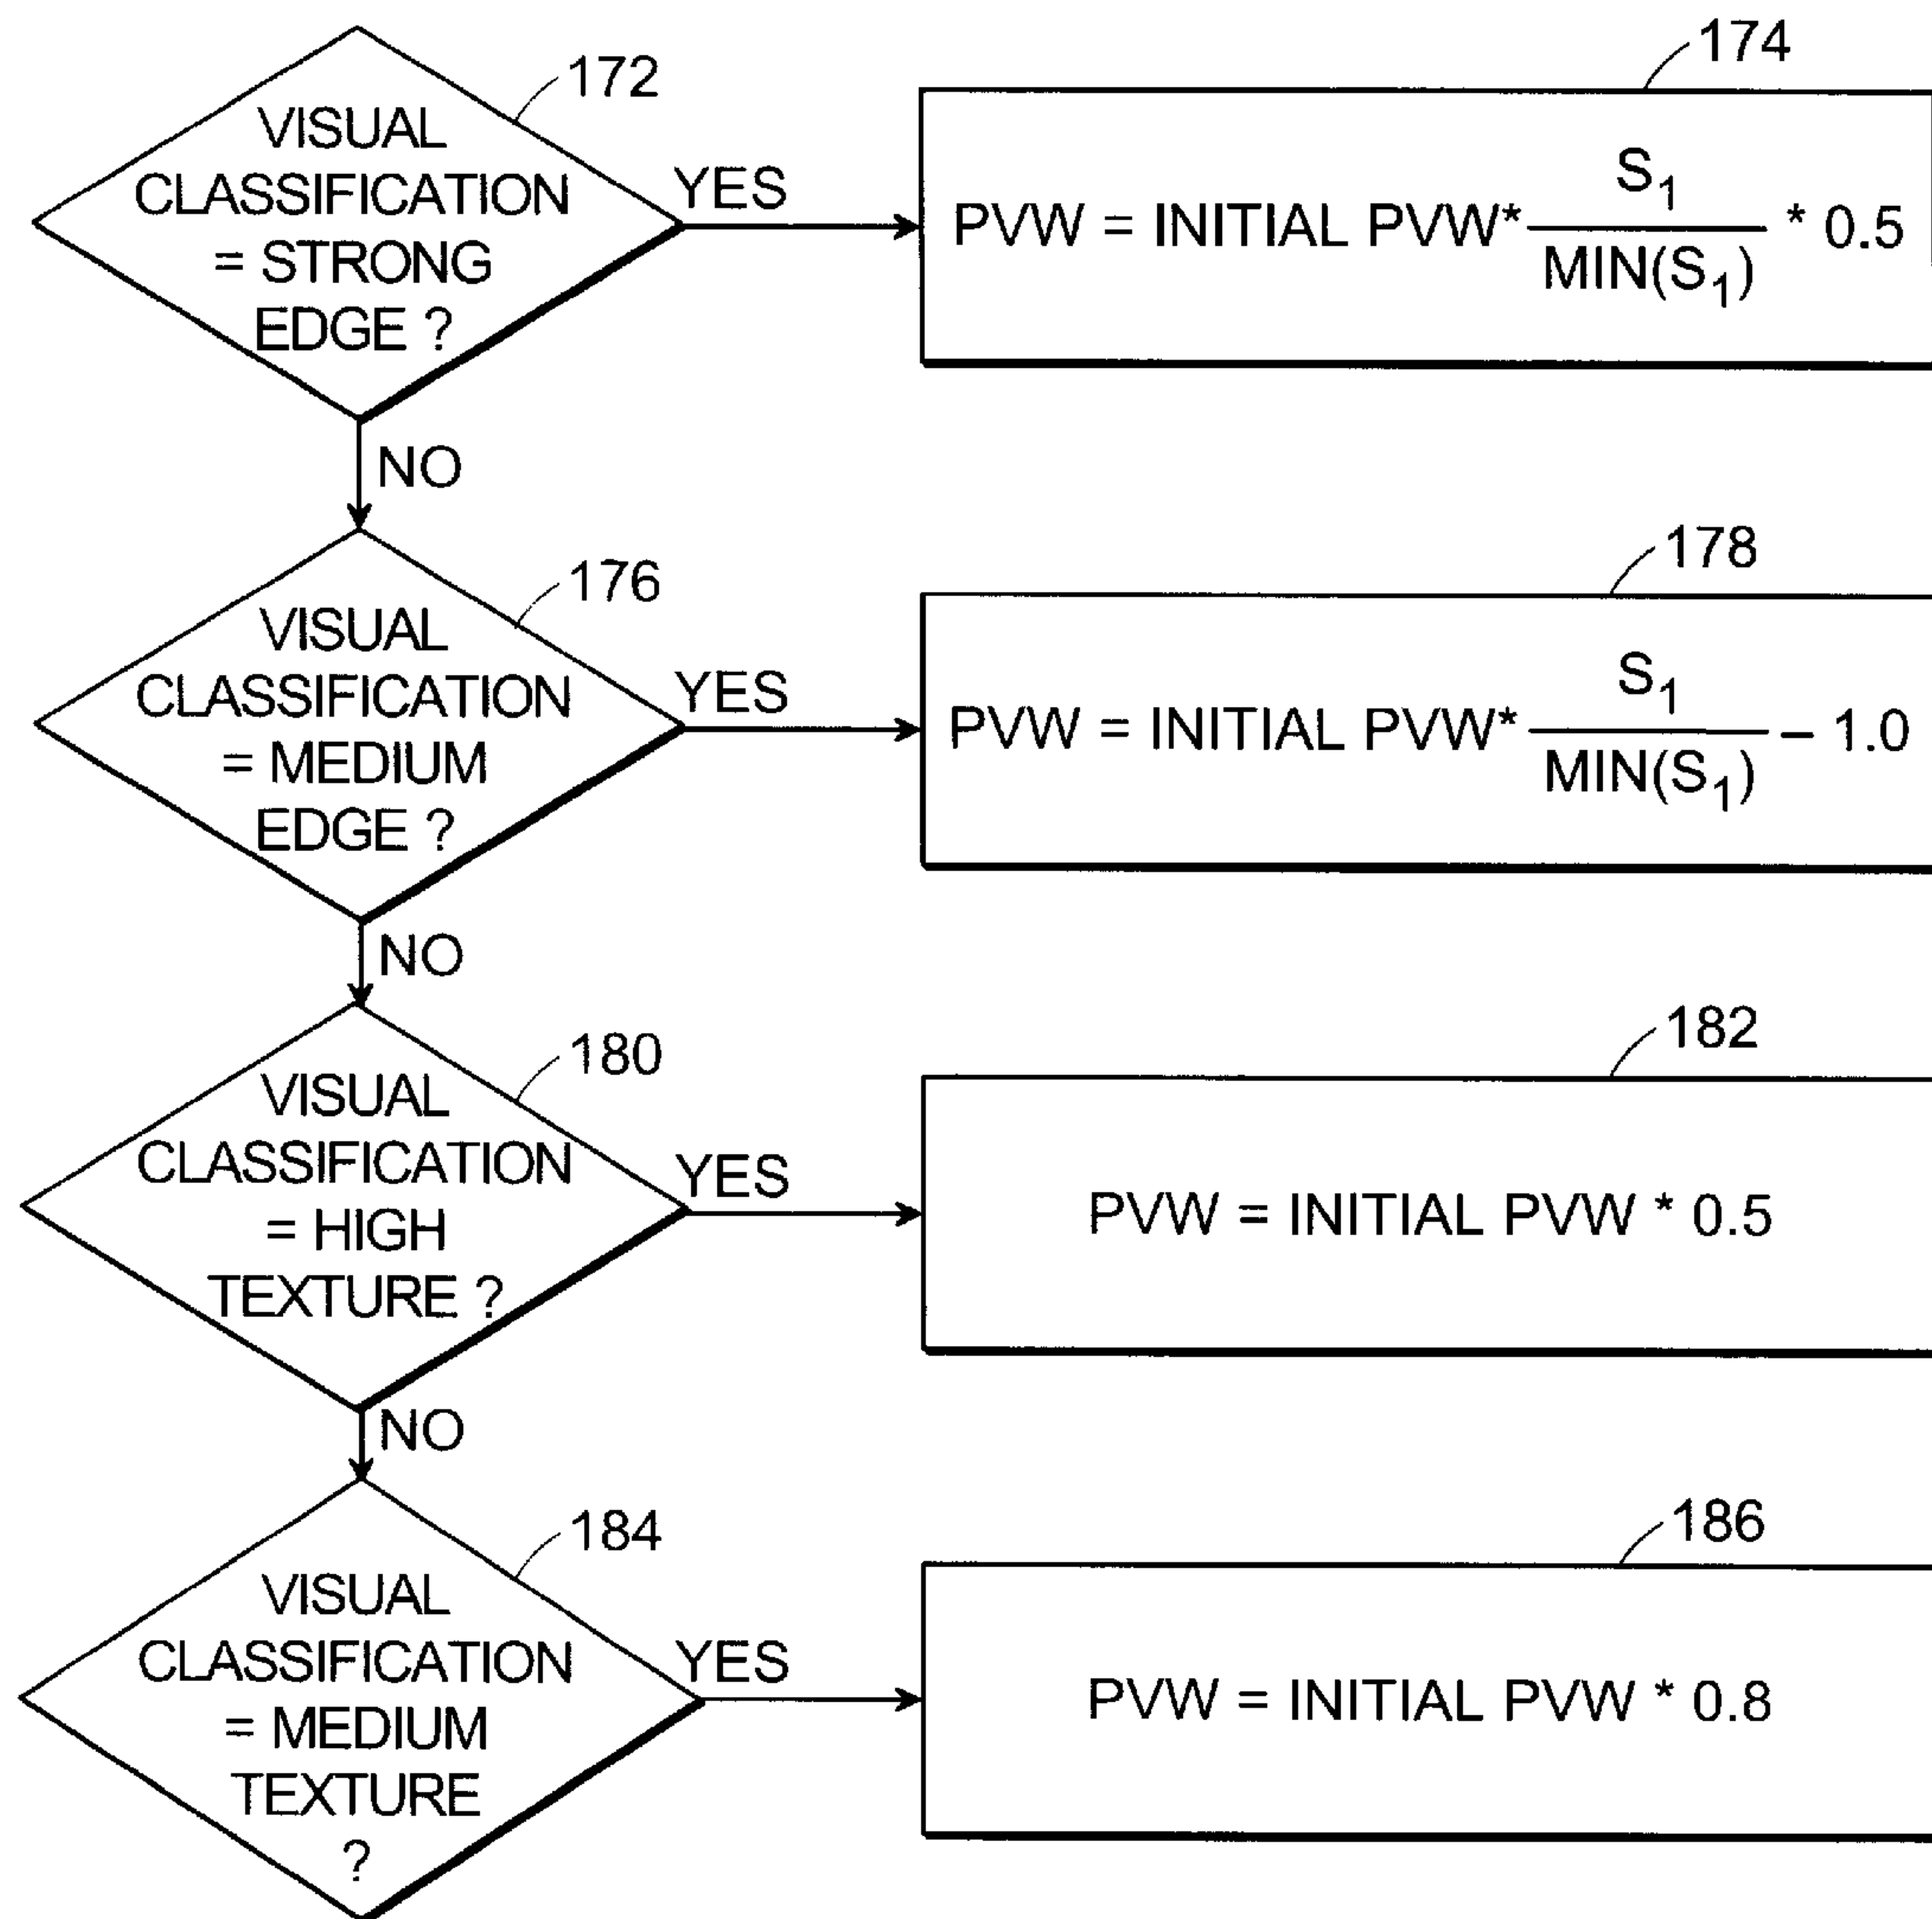 172
VISUAL
CLASSIFICATION
= STRONG
EDGE ?
YES
NO
174
PVW = INITIAL PVW* S₁ / MIN(S₁) * 0.5
176
VISUAL
CLASSIFICATION
= MEDIUM
EDGE ?
YES
NO
178
PVW = INITIAL PVW* S₁ / MIN(S₁) – 1.0
180
VISUAL
CLASSIFICATION
= HIGH
TEXTURE ?
YES
NO
182
PVW = INITIAL PVW * 0.5
184
VISUAL
CLASSIFICATION
= MEDIUM
TEXTURE
?
YES
186
PVW = INITIAL PVW * 0.8